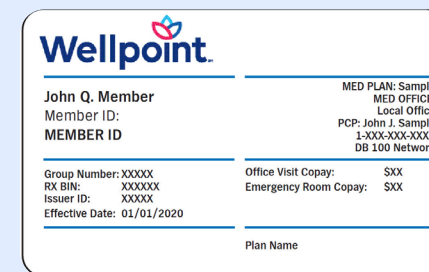 Wellpoint
John Q. Member
Member ID:
MEMBER ID
MED PLAN: Sampl
MED OFFIC
Local Offic
PCP: John J. Sampl
1-XXX-XXX-XXX
DB 100 Networ
Group Number: XXXXX
RX BIN: XXXXXX
Issuer ID: XXXXX
Effective Date: 01/01/2020
Office Visit Copay: $XX
Emergency Room Copay: $XX
Plan Name